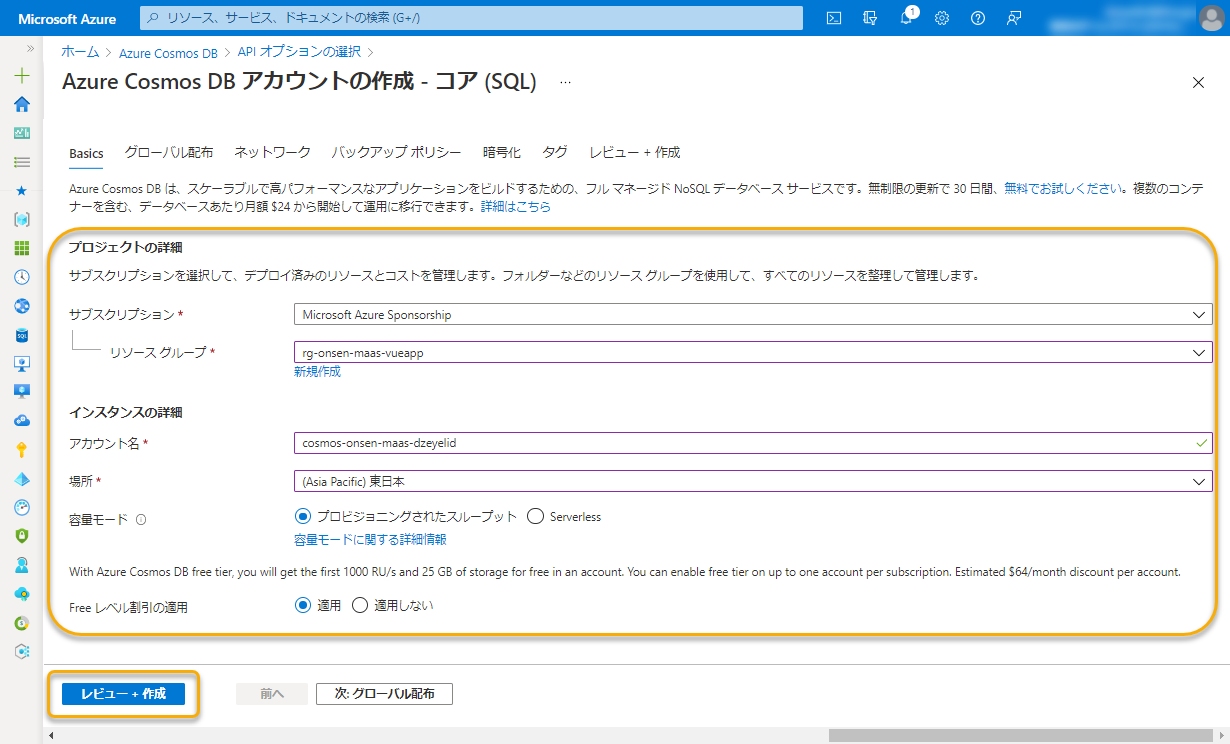 Microsoft Azure
リソース、サービス、ドキュメントの検索 (G+/)
1
ホーム > Azure Cosmos DB > API オプションの選択 >
Azure Cosmos DB アカウントの作成 - コア (SQL) ...
Basics グローバル配布 ネットワーク バックアップ ポリシー 暗号化 タグ レビュー + 作成
Azure Cosmos DB は、スケーラブルで高パフォーマンスなアプリケーションをビルドするための、フル マネージド NoSQL データベース サービスです。無制限の更新で 30 日間、無料でお試しください。複数のコンテ
ナーを含む、データベースあたり月額 $24 から開始して運用に移行できます。詳細はこちら
プロジェクトの詳細
サブスクリプションを選択して、デプロイ済みのリソースとコストを管理します。フォルダーなどのリソース グループを使用して、すべてのリソースを整理して管理します。
サブスクリプション * Microsoft Azure Sponsorship
リソース グループ * rg-onsen-maas-vueapp
新規作成
インスタンスの詳細
アカウント名 * cosmos-onsen-maas-dzeyelid
場所 * (Asia Pacific) 東日本
容量モード プロビジョニングされたスループット Serverless
容量モードに関する詳細情報
With Azure Cosmos DB free tier, you will get the first 1000 RU/s and 25 GB of storage for free in an account. You can enable free tier on up to one account per subscription. Estimated $64/month discount per account.
Free レベル割引の適用 適用 適用しない
レビュー + 作成 前へ 次: グローバル配布